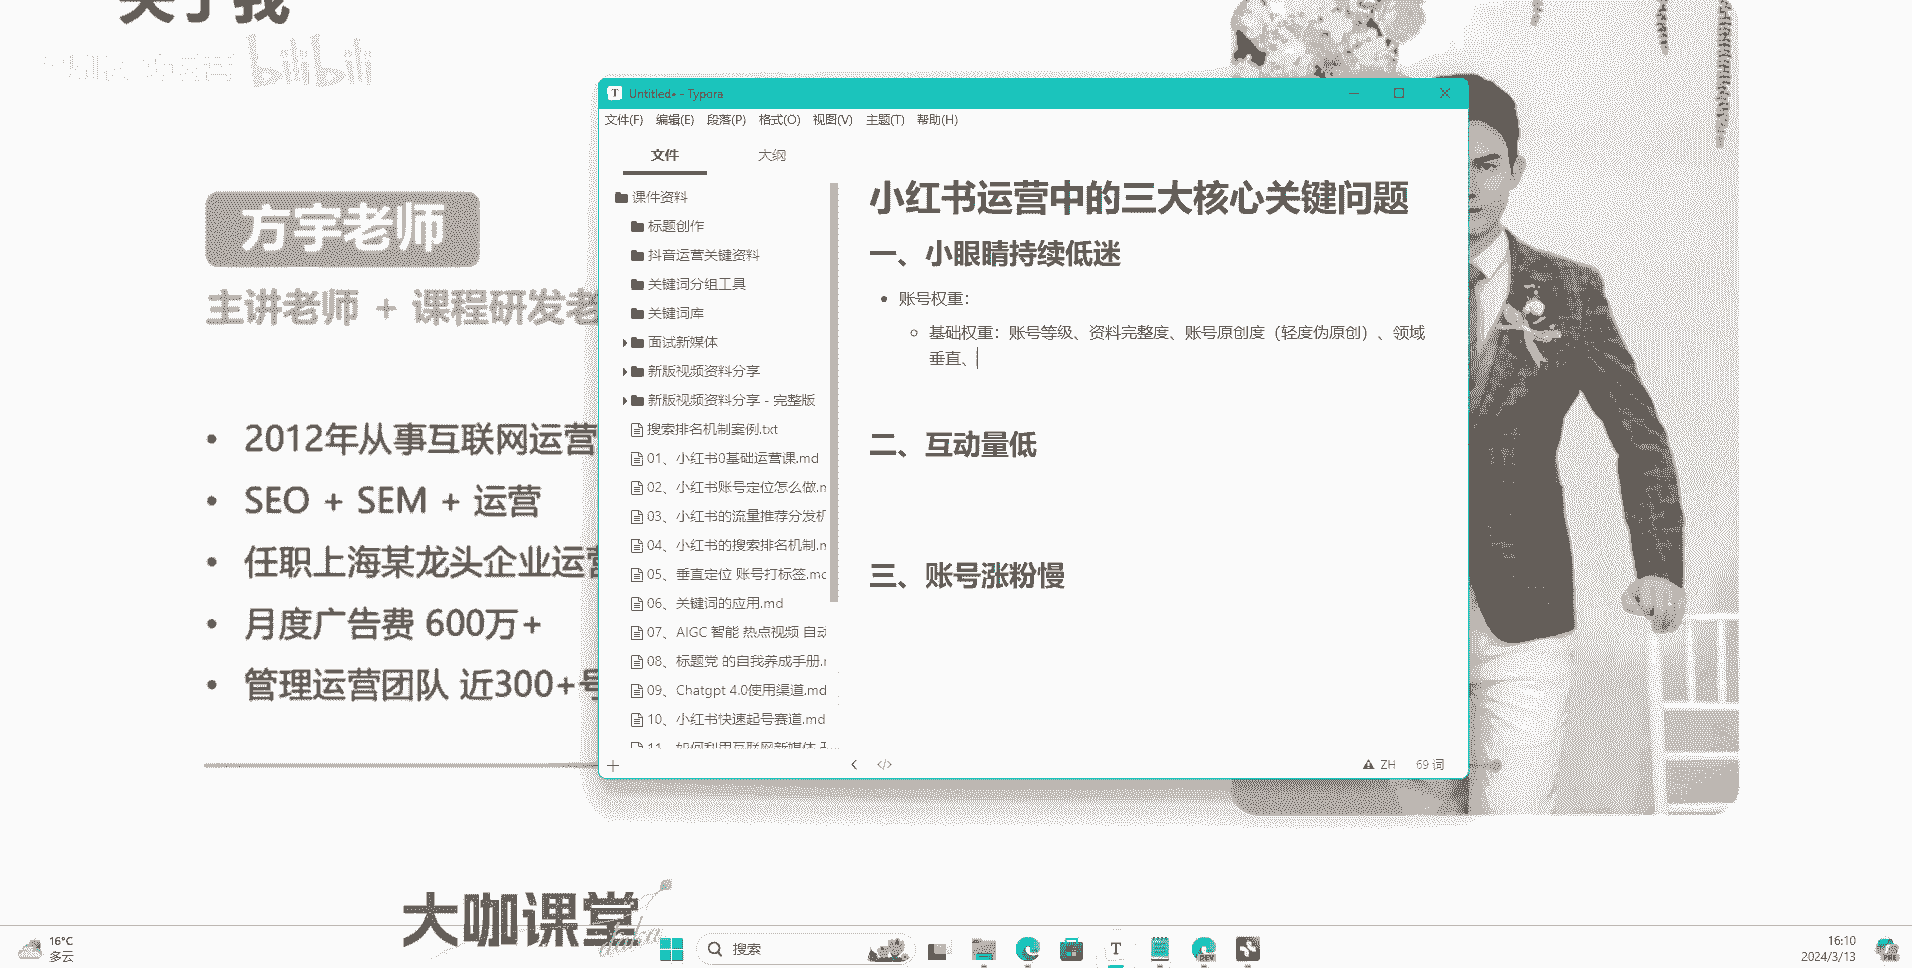 关于我
bilibili
方宇老师
主讲老师 + 课程研发老
2012年从事互联网运营
SEO + SEM + 运营
任职上海某龙头企业运营
月度广告费 600万+
管理运营团队 近300+号
大咖课堂
Untitled• - Typora
文件(F) 编辑(E) 段落(P) 格式(O) 视图(V) 主题(T) 帮助(H)
文件 大纲
课件资料
标题创作
抖音运营关键资料
关键词分组工具
关键词库
面试新媒体
新版视频资料分享
新版视频资料分享 - 完整版
搜索排名机制案例.txt
01、小红书0基础运营课.md
02、小红书账号定位怎么做.m
03、小红书的流量推荐分发机
04、小红书的搜索排名机制.m
05、垂直定位 账号打标签.mc
06、关键词的应用.md
07、AIGC 智能 热点视频 自动
08、标题党 的自我养成手册.r
09、Chatgpt 4.0使用渠道.md
10、小红书快速起号赛道.md
11、如何利用互联网新媒体
小红书运营中的三大核心关键问题
一、小眼睛持续低迷
账号权重：
基础权重：账号等级、资料完整度、账号原创度（轻度伪原创）、领域
垂直、
二、互动量低
三、账号涨粉慢
ZH 69 词
16°C
多云
搜索
16:10
2024/3/13